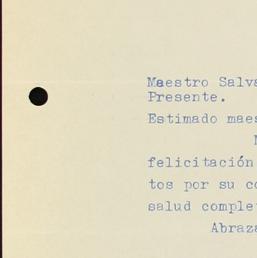 Maestro Salva
Presente.
Estimado maes
felicitación
tos por su co
salud comple
Abraza